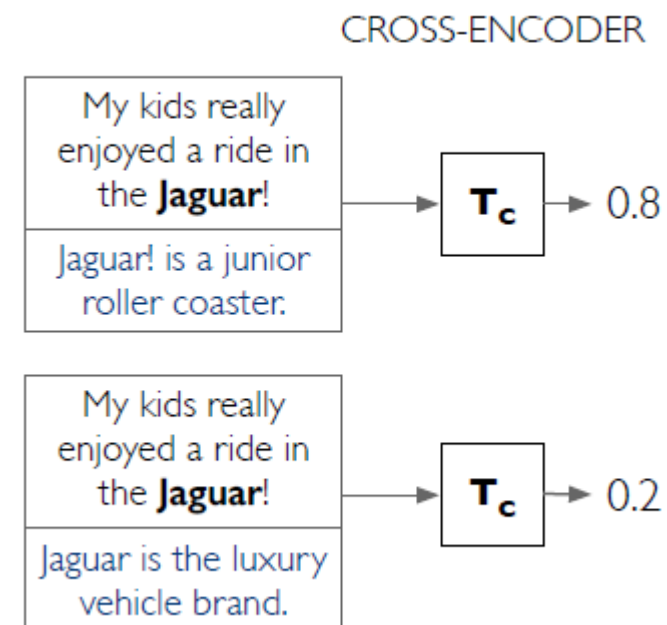 CROSS-ENCODER
My kids really
enjoyed a ride in
the Jaguar!
Jaguar! is a junior
roller coaster.
Tc
0.8
My kids really
enjoyed a ride in
the Jaguar!
Jaguar is the luxury
vehicle brand.
Tc
0.2